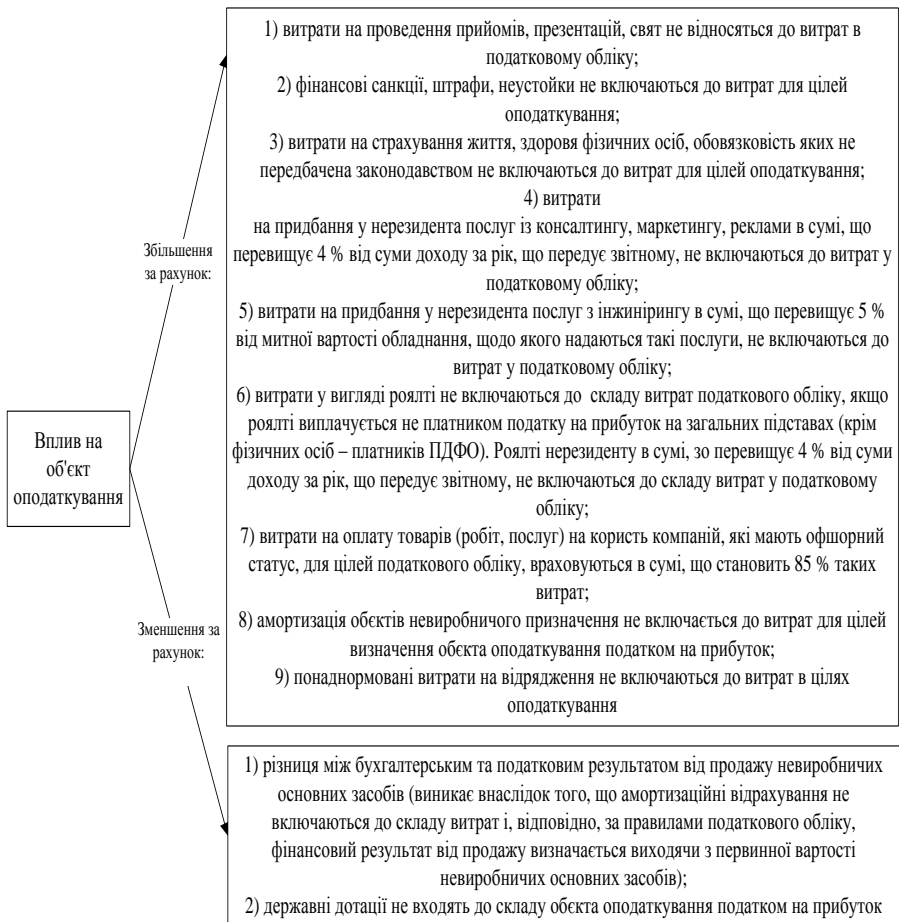 1) витрати на проведення прийомів, презентацій, свят не відносяться до витрат в
податковому обліку;
2) фінансові санкції, штрафи, неустойки не включаються до витрат для цілей
оподаткування;
3) витрати на страхування життя, здоровя фізичних осіб, обовязковість яких не
передбачена законодавством не включаються до витрат для цілей оподаткування;
4) витрати
на придбання у нерезидента послуг із консалтингу, маркетингу, реклами в сумі, що
перевищує 4 % від суми доходу за рік, що передує звітному, не включаються до витрат у
податковому обліку;
5) витрати на придбання у нерезидента послуг з інжинірингу в сумі, що перевищує 5 %
від митної вартості обладнання, щодо якого надаються такі послуги, не включаються до
витрат у податковому обліку;
6) витрати у вигляді роялті не включаються до складу витрат податкового обліку, якщо
роялті виплачується не платником податку на прибуток на загальних підставах (крім
фізичних осіб – платників ПДФО). Роялті нерезиденту в сумі, зо перевищує 4 % від суми
доходу за рік, що передує звітному, не включаються до складу витрат у податковому
обліку;
7) витрати на оплату товарів (робіт, послуг) на користь компаній, які мають офшорний
статус, для цілей податкового обліку, враховуються в сумі, що становить 85 % таких
витрат;
8) амортизація обєктів невиробничого призначення не включається до витрат для цілей
визначення обєкта оподаткування податком на прибуток;
9) понаднормовані витрати на відрядження не включаються до витрат в цілях
оподаткування
Збільшення
за рахунок:
Вплив на
об'єкт
оподаткування
Зменшення за
рахунок:
1) різниця між бухгалтерським та податковим результатом від продажу невиробничих
основних засобів (виникає внаслідок того, що амортизаційні відрахування не
включаються до складу витрат і, відповідно, за правилами податкового обліку,
фінансовий результат від продажу визначається виходячи з первинної вартості
невиробничих основних засобів);
2) державні дотації не входять до складу обєкта оподаткування податком на прибуток